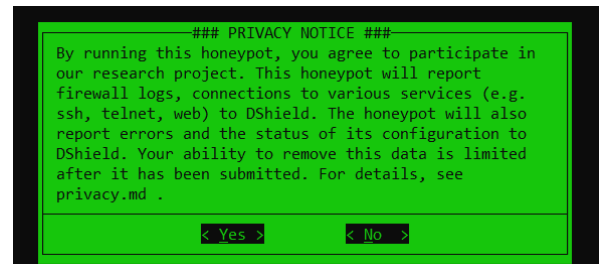 ### PRIVACY NOTICE ###
By running this honeypot, you agree to participate in
our research project. This honeypot will report
firewall logs, connections to various services (e.g.
ssh, telnet, web) to DShield. The honeypot will also
report errors and the status of its configuration to
DShield. Your ability to remove this data is limited
after it has been submitted. For details, see
privacy.md .
< Yes > < No >